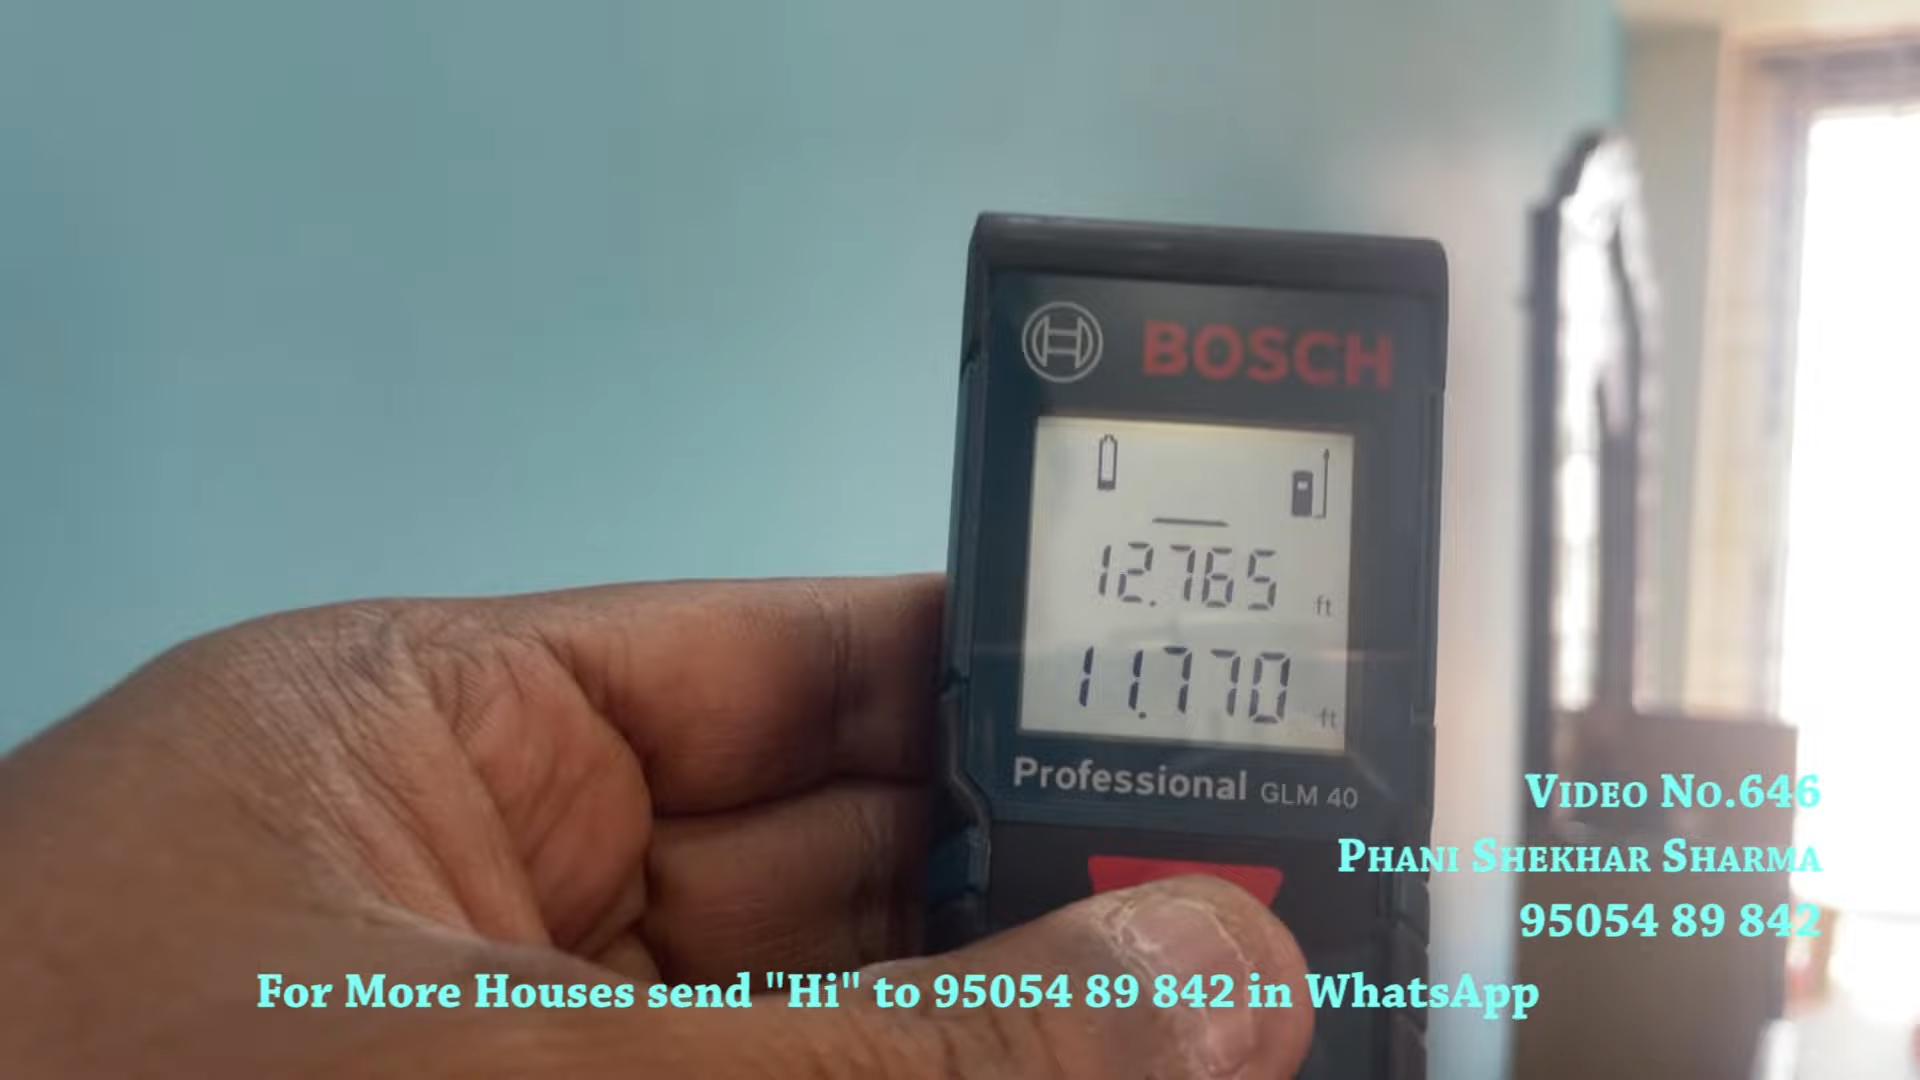 BOSCH
12.765 ft
11.770 ft
Professional GLM 40
Video No.646
Phani Shekhar Sharma
95054 89 842
For More Houses send "Hi" to 95054 89 842 in WhatsApp